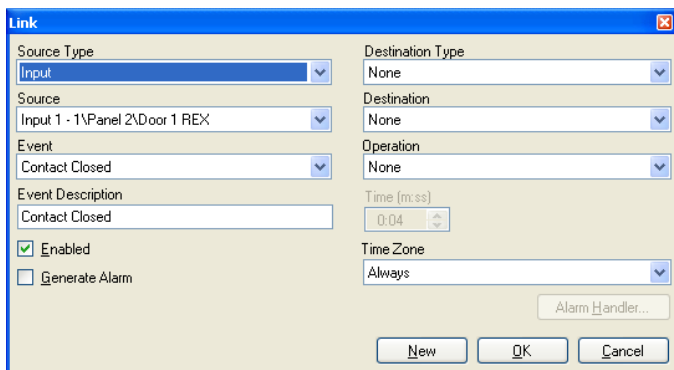 Link
Source Type
Input
Source
Input 1 - 1\Panel 2\Door 1 REX
Event
Contact Closed
Event Description
Contact Closed
Enabled
Generate Alarm
Destination Type
None
Destination
None
Operation
None
Time (m:ss)
0:04
Time Zone
Always
Alarm Handler...
New
OK
Cancel